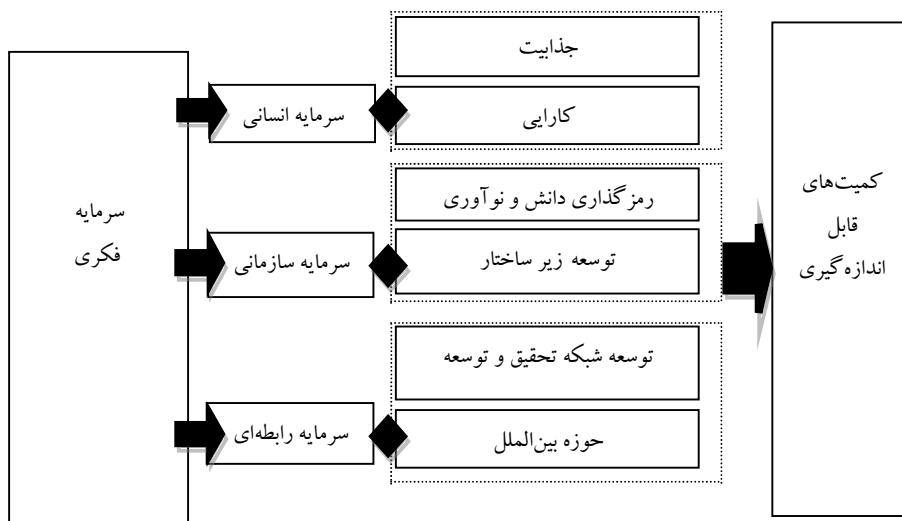 سرمایه
فکری
سرمایه انسانی
جذابیت
کارایی
سرمایه سازمانی
رمزگذاری دانش و نوآوری
توسعه زیر ساختار
سرمایه رابطه‌ای
توسعه شبکه تحقیق و توسعه
حوزه بین‌الملل
کمیت‌های
قابل
اندازه‌گیری